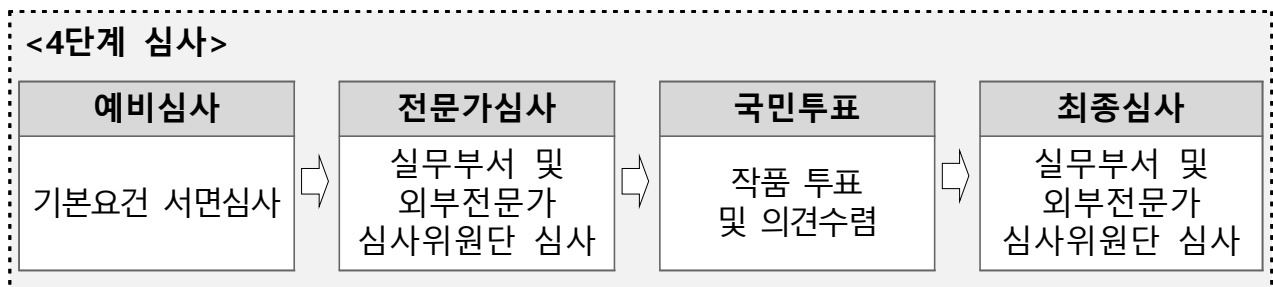 <4단계 심사>
예비심사
기본요건 서면심사
전문가심사
실무부서 및
외부전문가
심사위원단 심사
국민투표
작품 투표
및 의견수렴
최종심사
실무부서 및
외부전문가
심사위원단 심사